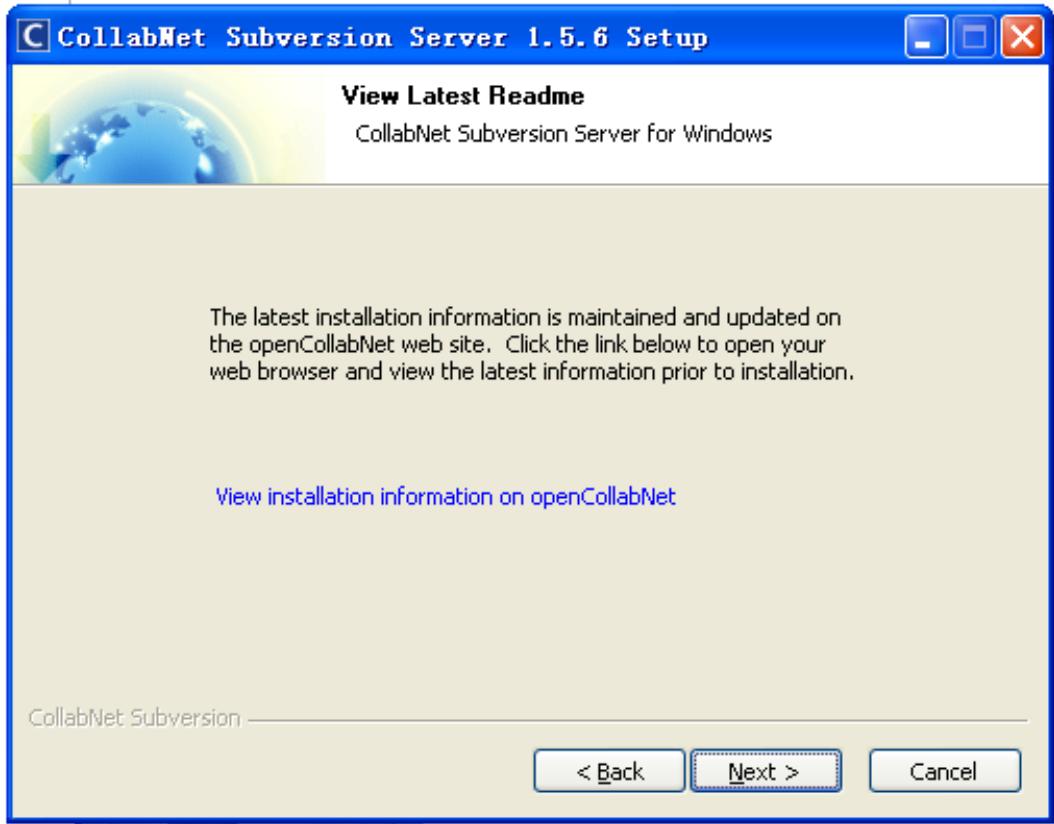 C CollabNet Subversion Server 1.5.6 Setup
View Latest Readme
CollabNet Subversion Server for Windows
The latest installation information is maintained and updated on
the openCollabNet web site.  Click the link below to open your
web browser and view the latest information prior to installation.
View installation information on openCollabNet
CollabNet Subversion
< Back
Next >
Cancel